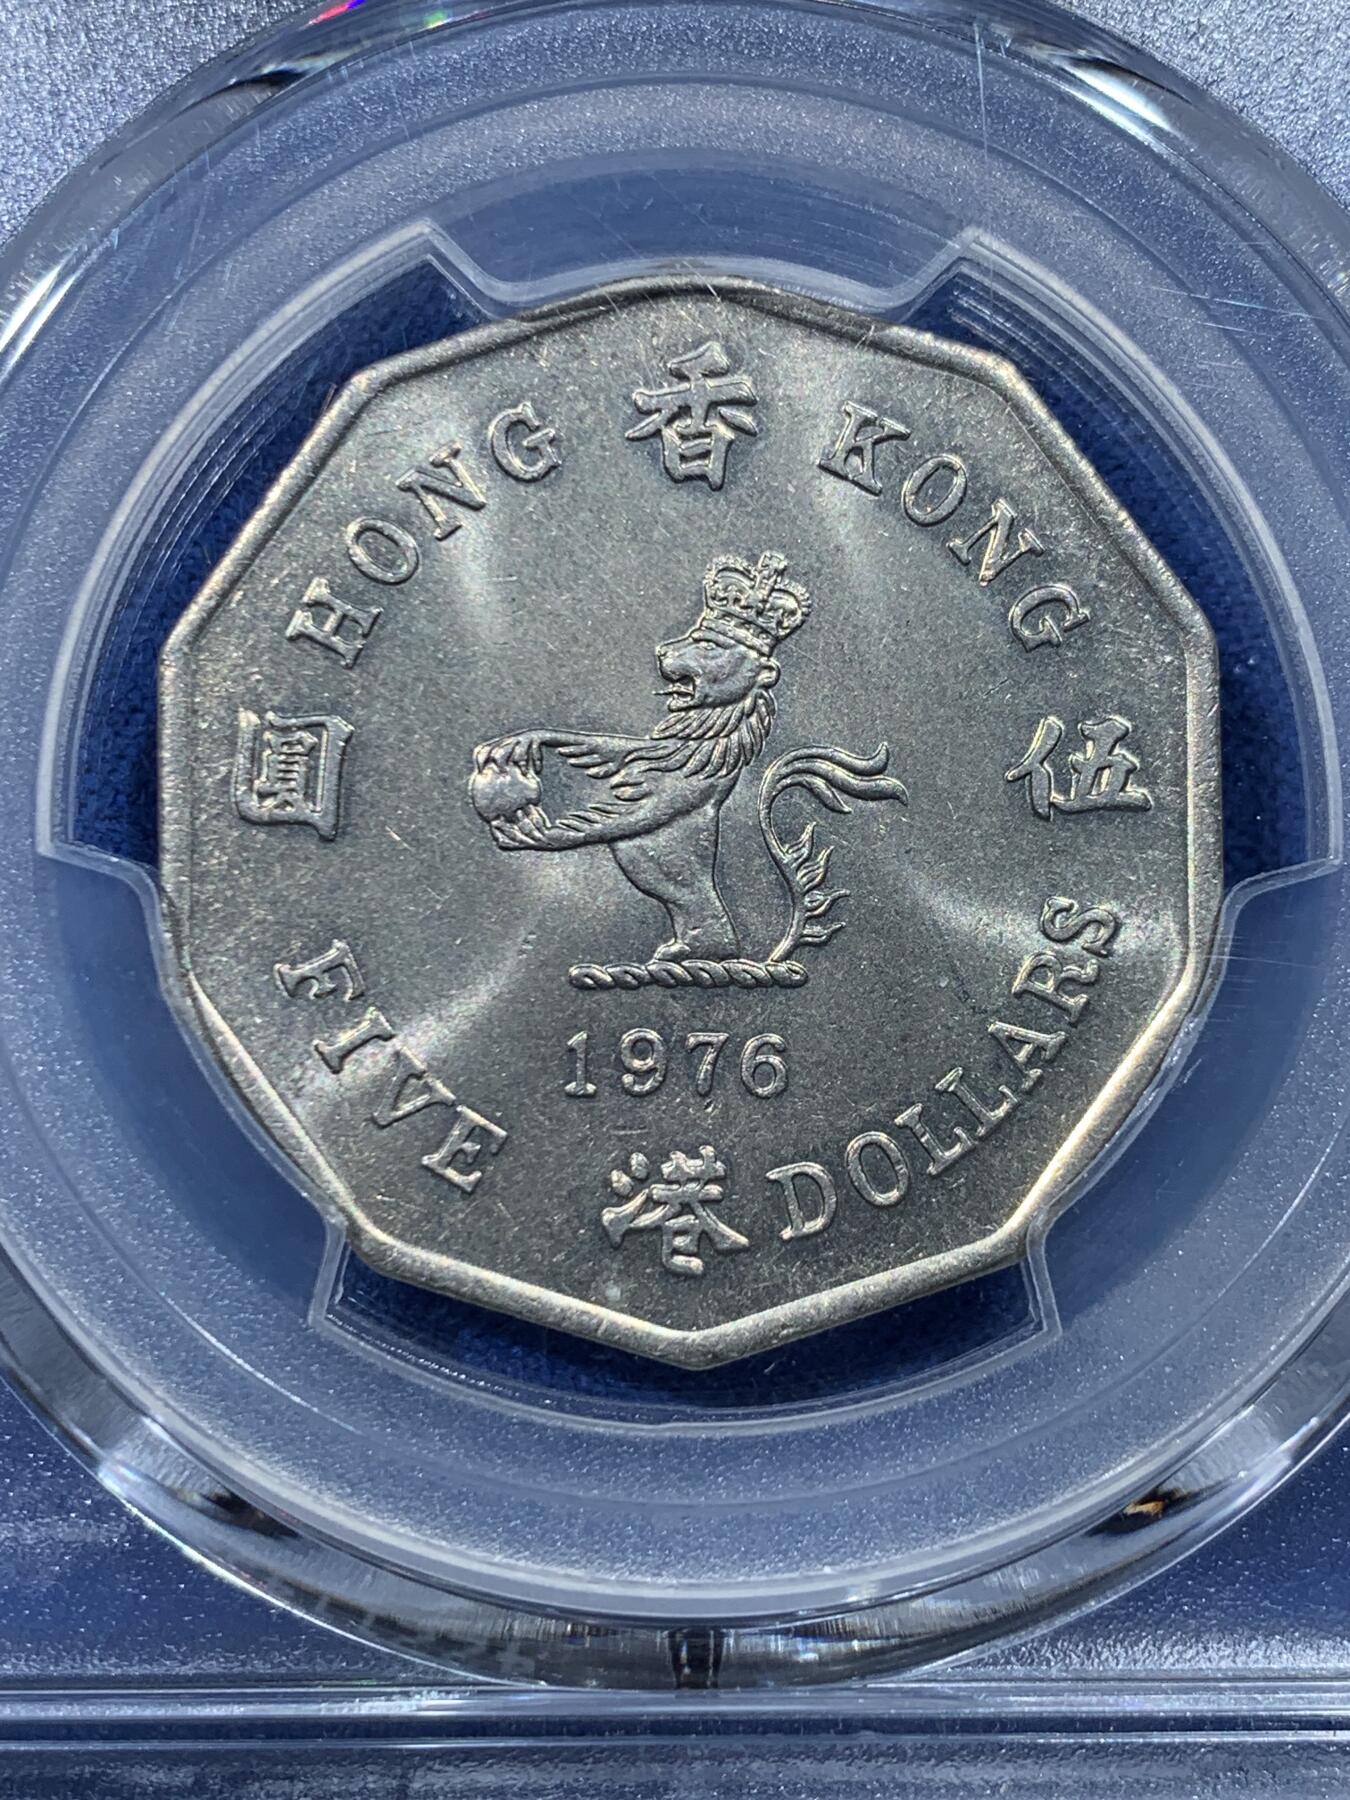 HONG KONG
香
港
伍
圓
1976
FIVE DOLLARS